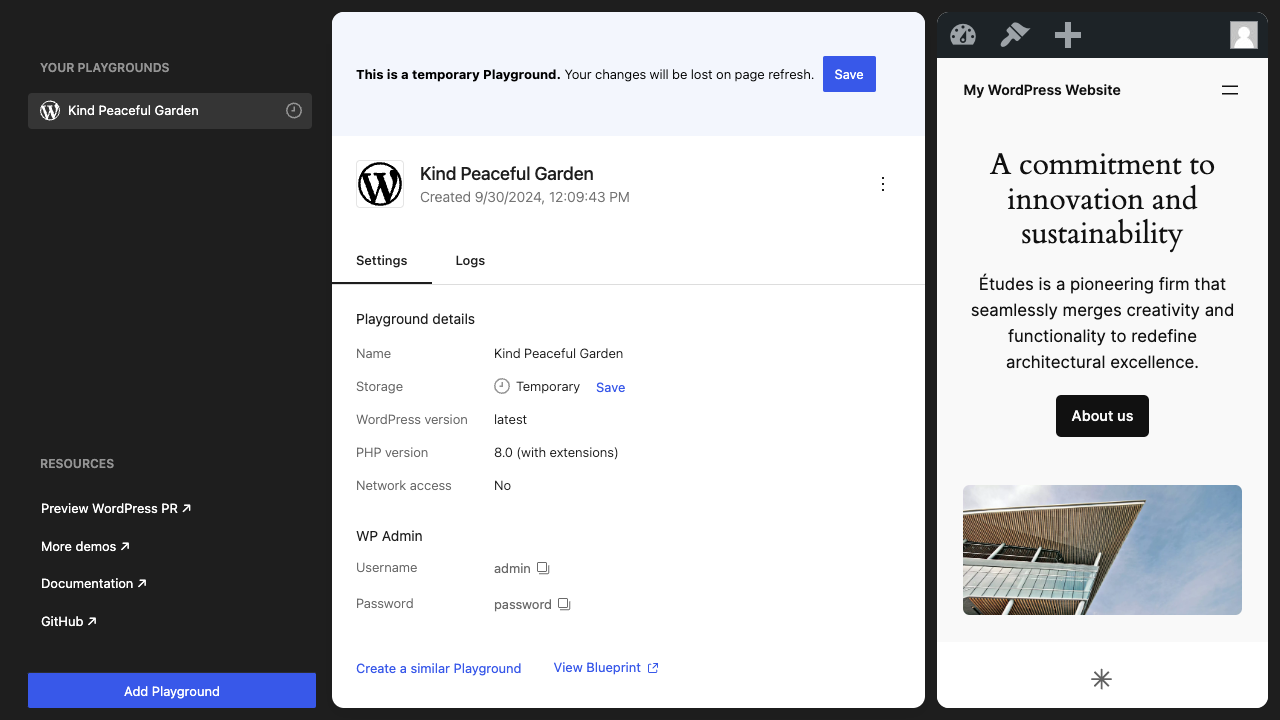 YOUR PLAYGROUNDS
Kind Peaceful Garden
RESOURCES
Preview WordPress PR ↗
More demos ↗
Documentation ↗
GitHub ↗
Add Playground
This is a temporary Playground. Your changes will be lost on page refresh. Save
Kind Peaceful Garden
Created 9/30/2024, 12:09:43 PM
Settings Logs
Playground details
Name Kind Peaceful Garden
Storage Temporary Save
WordPress version latest
PHP version 8.0 (with extensions)
Network access No
WP Admin
Username admin
Password password
Create a similar Playground View Blueprint
My WordPress Website
A commitment to
innovation and
sustainability
Études is a pioneering firm that
seamlessly merges creativity and
functionality to redefine
architectural excellence.
About us